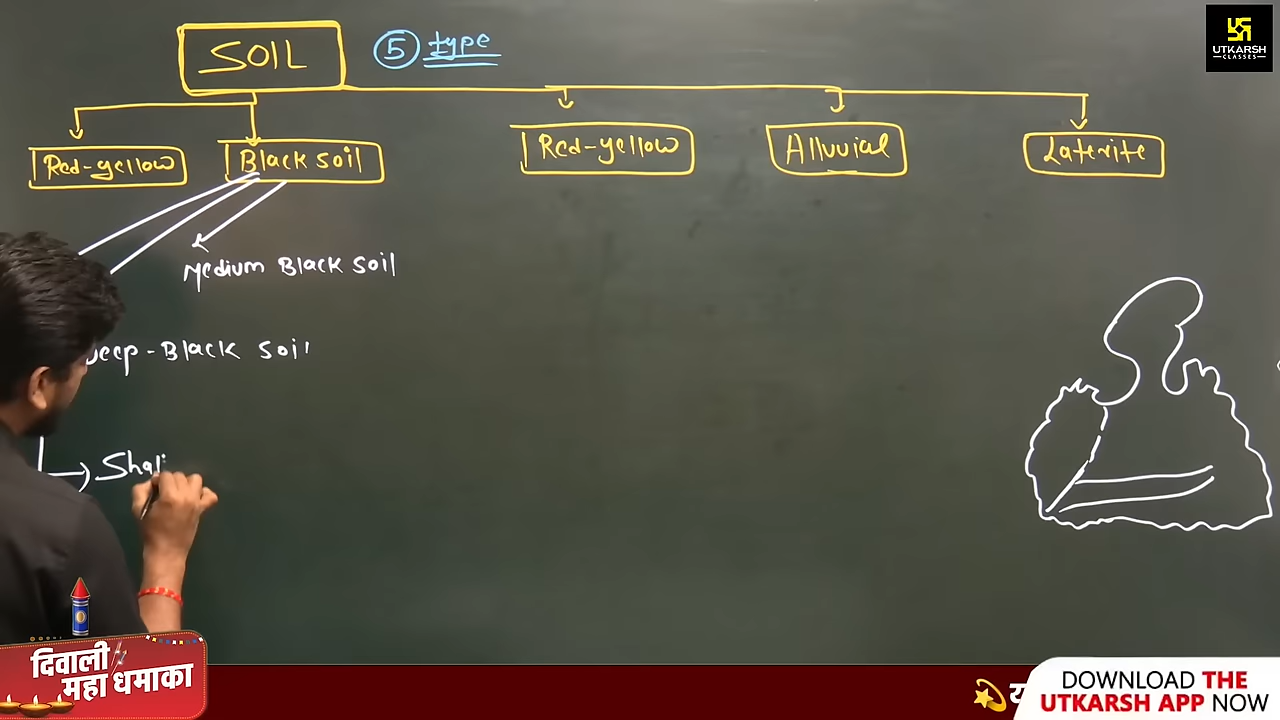 SOIL
5 type
UTKARSH
CLASSES
Red-yellow
Black soil
Red-yellow
Alluvial
Laterite
Medium Black soil
Deep-Black soil
दिवाली
महा धमाका
DOWNLOAD THE
UTKARSH APP NOW